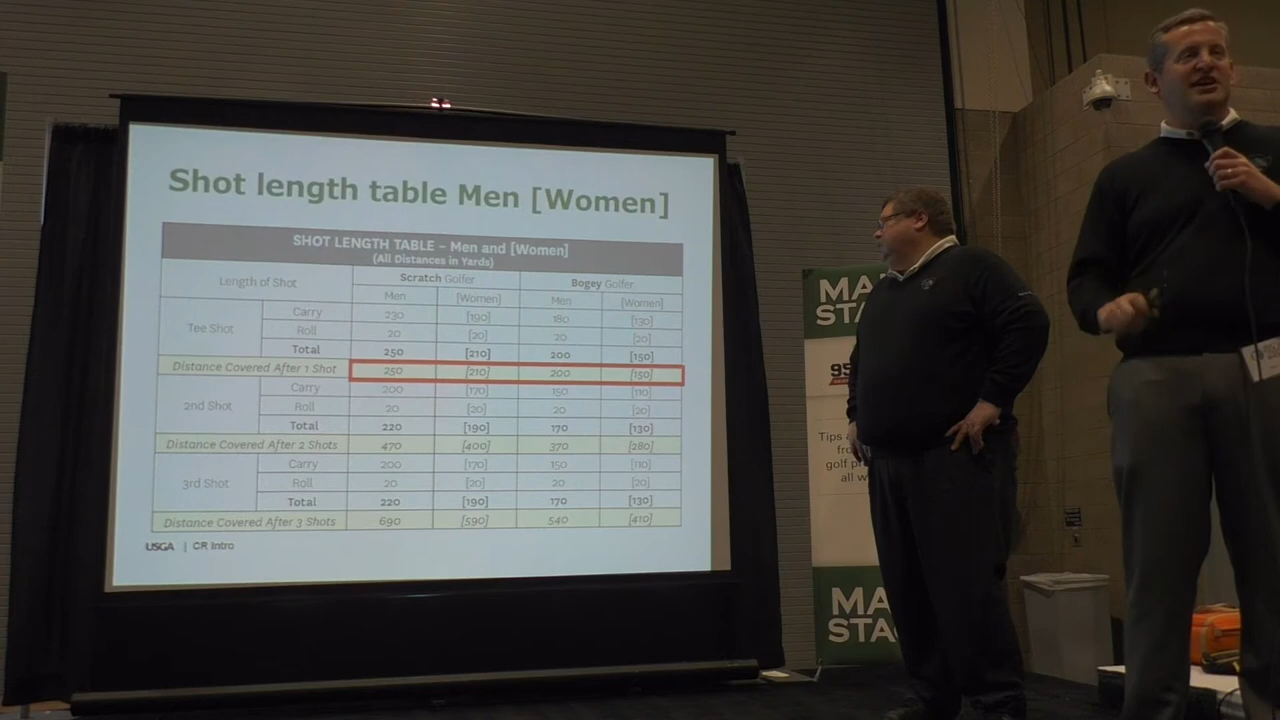 Shot length table Men [Women]
SHOT LENGTH TABLE – Men and [Women]
(All Distances in Yards)
Length of Shot Scratch Golfer Bogey Golfer
Men [Women] Men [Women]
Tee Shot Carry 230 [190] 180 [130]
Roll 20 [20] 20 [20]
Total 250 [210] 200 [150]
Distance Covered After 1 Shot 250 [210] 200 [150]
2nd Shot Carry 200 [170] 150 [110]
Roll 20 [20] 20 [20]
Total 220 [190] 170 [130]
Distance Covered After 2 Shots 470 [400] 370 [280]
3rd Shot Carry 200 [170] 150 [110]
Roll 20 [20] 20 [20]
Total 220 [190] 170 [130]
Distance Covered After 3 Shots 690 [590] 540 [410]
USGA | CR Intro
MA
STA
95
Tips
golf
all w
MA
STA